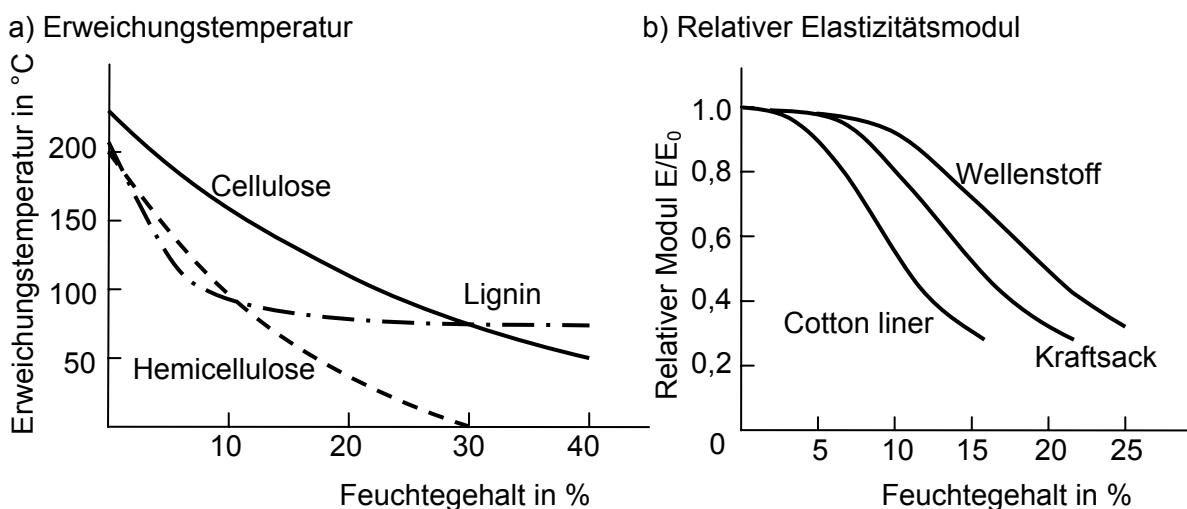 a) Erweichungstemperatur
Erweichungstemperatur in °C
200
150
100
50
Cellulose
Lignin
Hemicellulose
10
20
30
40
Feuchtegehalt in %
b) Relativer Elastizitätsmodul
Relativer Modul E/E0
1.0
0,8
0,6
0,4
0,2
0
Wellenstoff
Cotton liner
Kraftsack
5
10
15
20
25
Feuchtegehalt in %